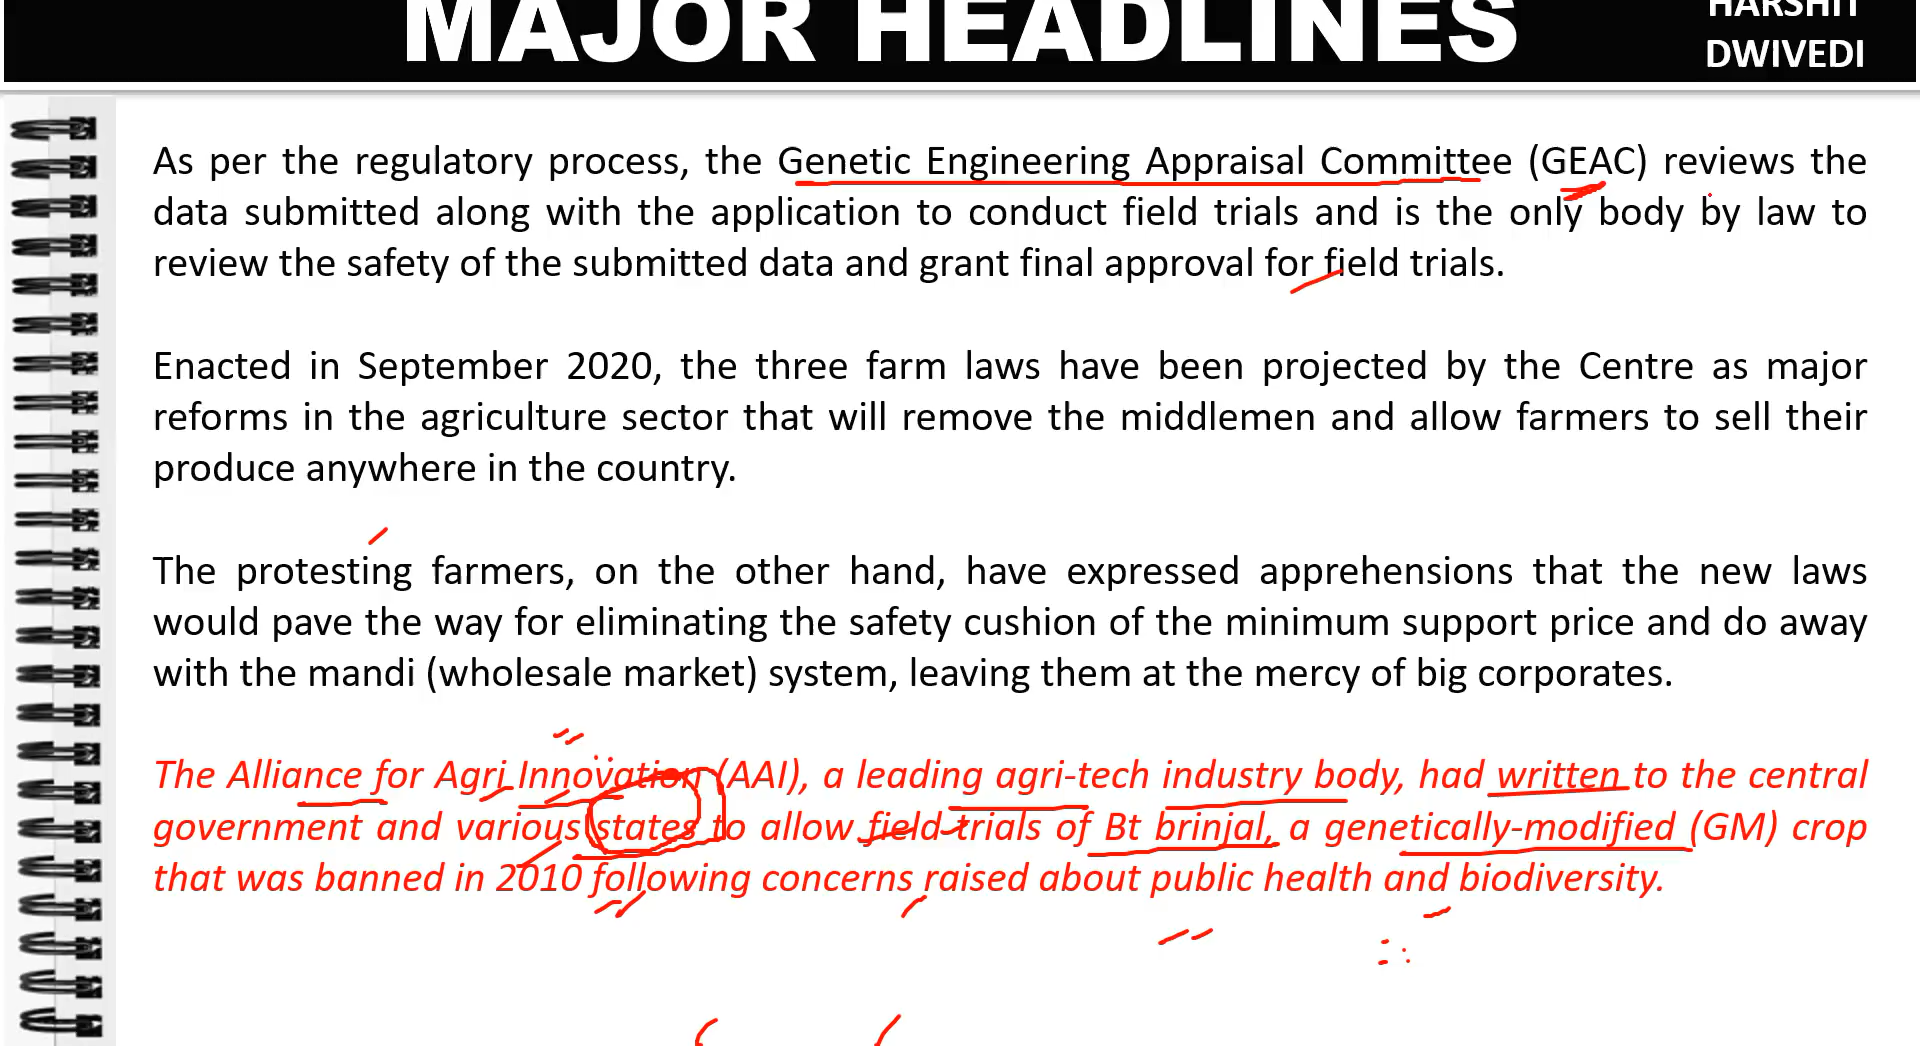 MAJOR HEADLINES
HARSHIT
DWIVEDI
As per the regulatory process, the Genetic Engineering Appraisal Committee (GEAC) reviews the
data submitted along with the application to conduct field trials and is the only body by law to
review the safety of the submitted data and grant final approval for field trials.
Enacted in September 2020, the three farm laws have been projected by the Centre as major
reforms in the agriculture sector that will remove the middlemen and allow farmers to sell their
produce anywhere in the country.
The protesting farmers, on the other hand, have expressed apprehensions that the new laws
would pave the way for eliminating the safety cushion of the minimum support price and do away
with the mandi (wholesale market) system, leaving them at the mercy of big corporates.
The Alliance for Agri Innovation (AAI), a leading agri-tech industry body, had written to the central
government and various states to allow field trials of Bt brinjal, a genetically-modified (GM) crop
that was banned in 2010 following concerns raised about public health and biodiversity.